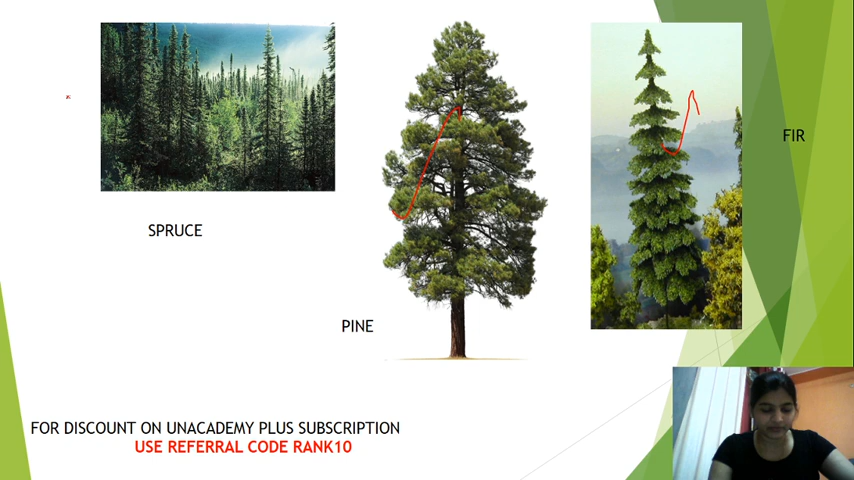 FIR
SPRUCE
PINE
FOR DISCOUNT ON UNACADEMY PLUS SUBSCRIPTION
USE REFERRAL CODE RANK10